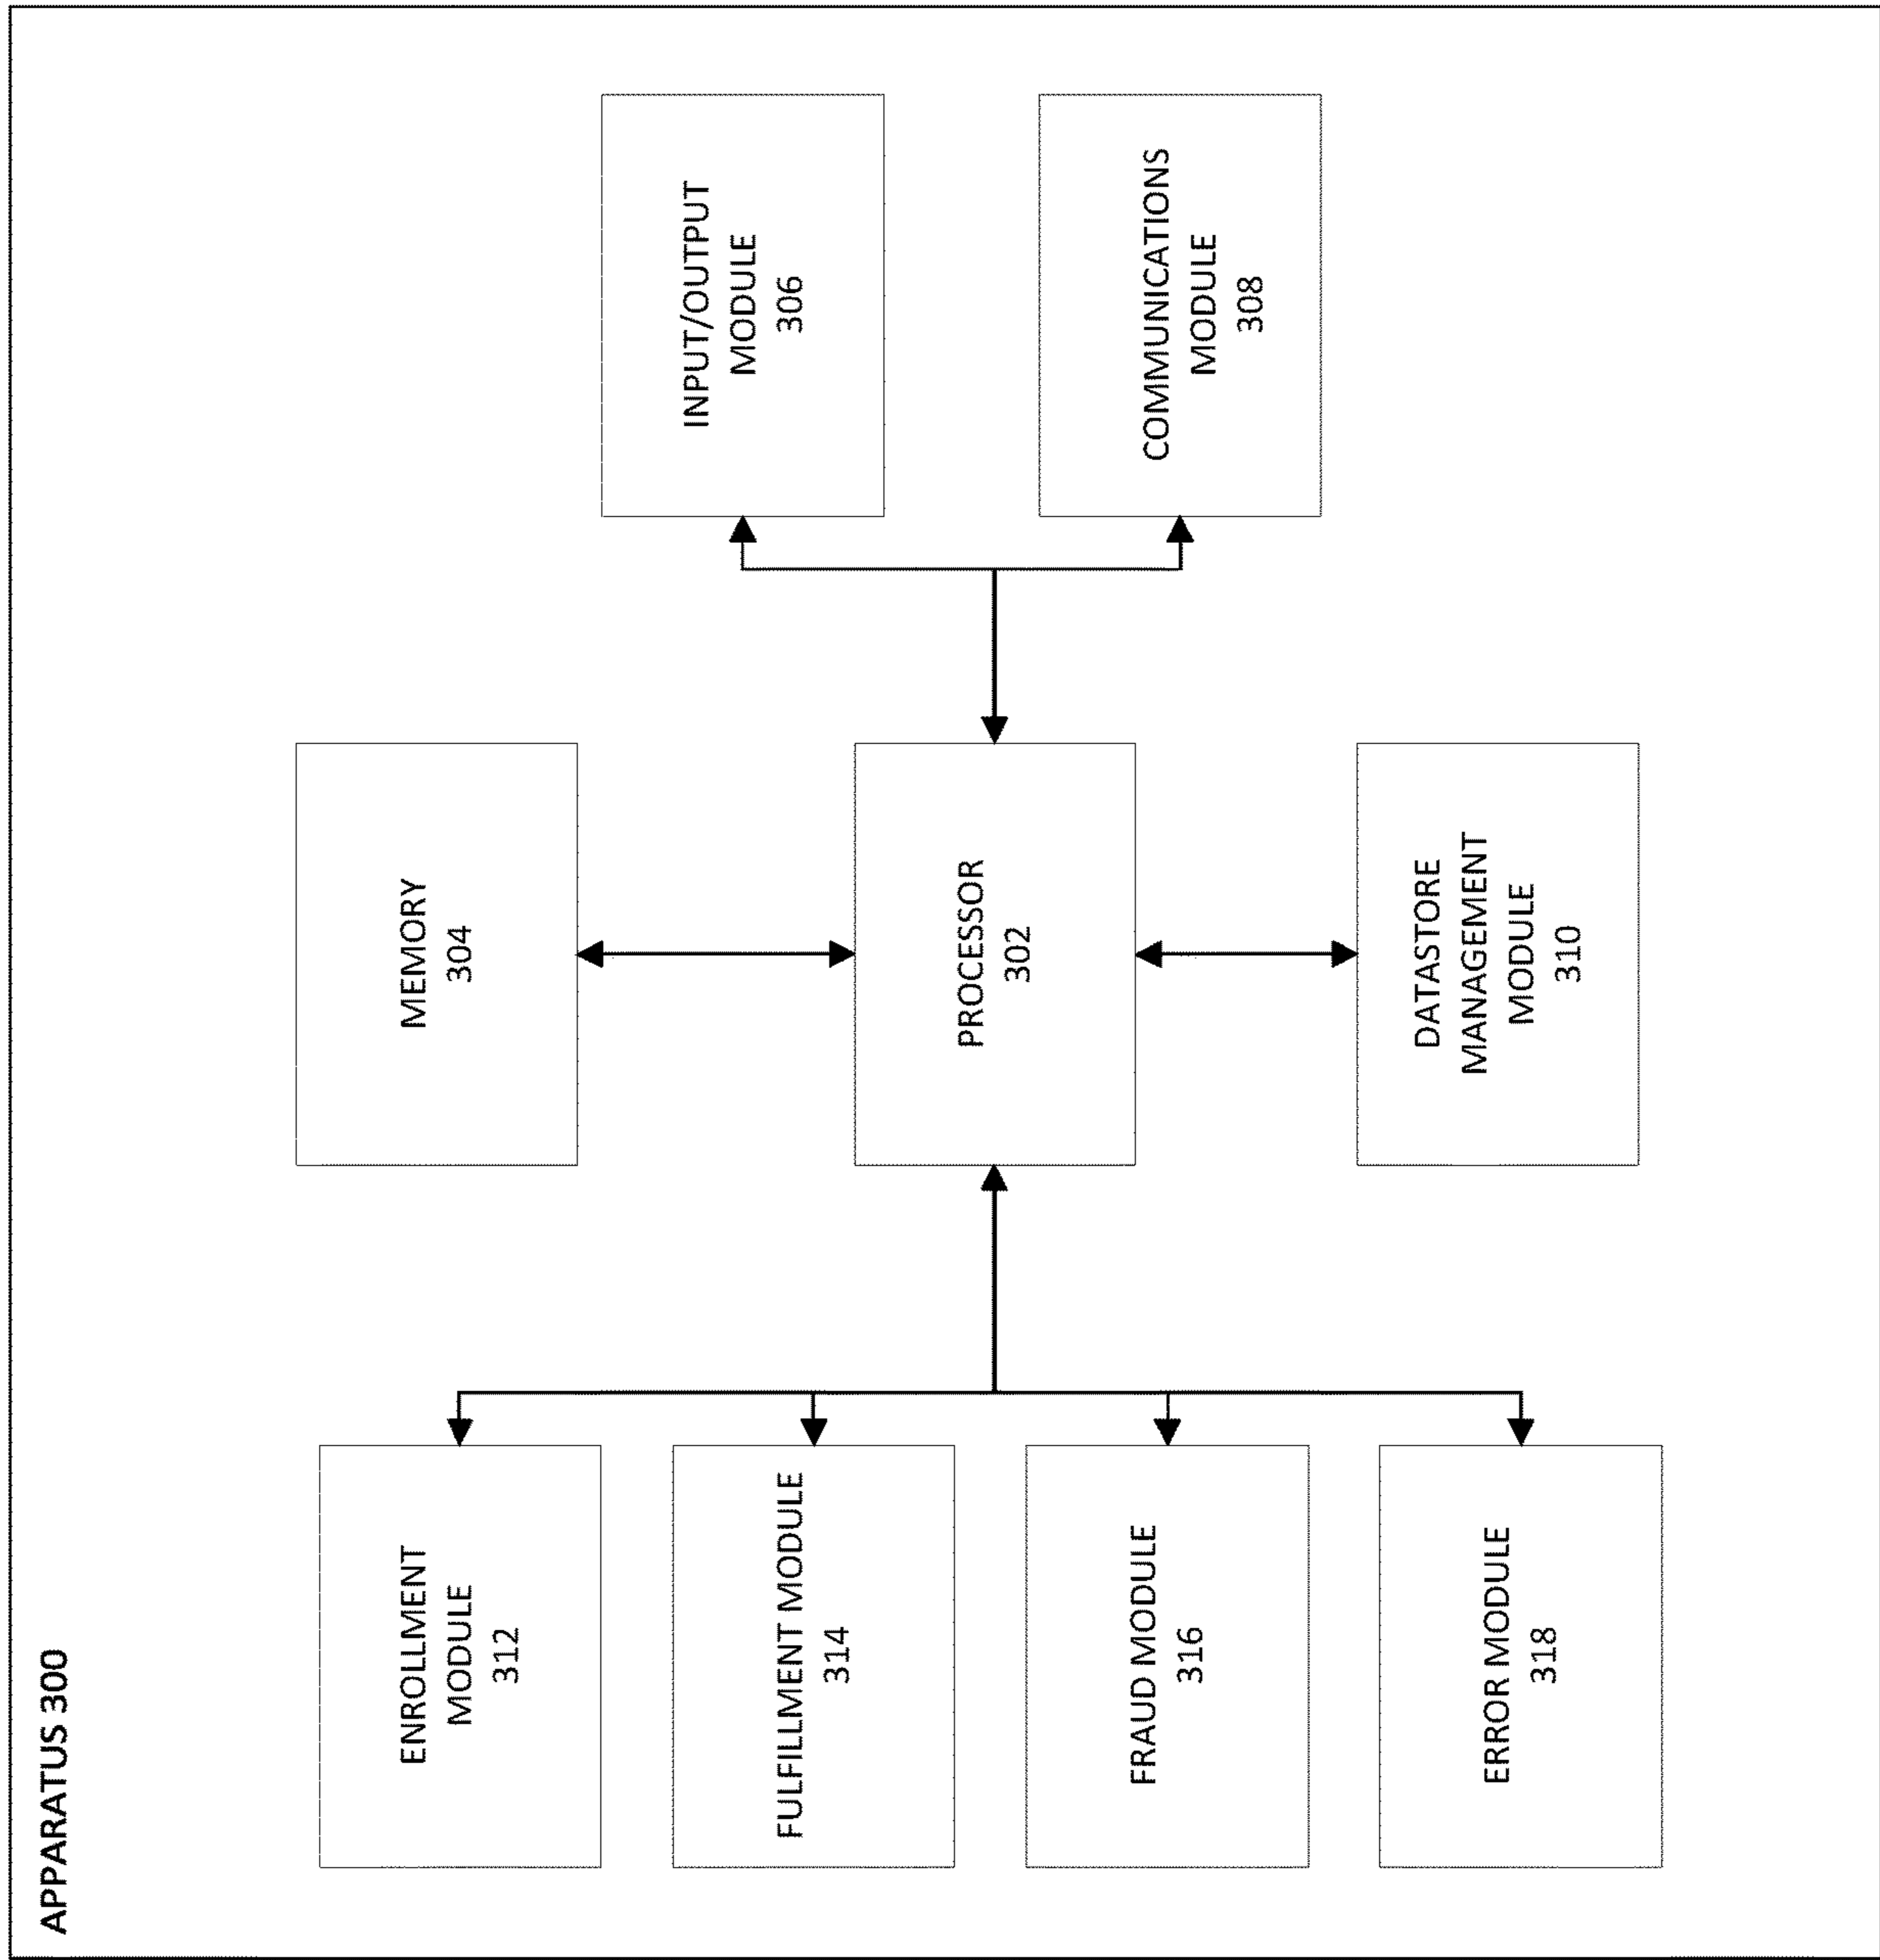 APPARATUS 300
ENROLLMENT
MODULE
312
FULFILLMENT MODULE
314
FRAUD MODULE
316
ERROR MODULE
318
MEMORY
304
PROCESSOR
302
DATASTORE
MANAGEMENT
MODULE
310
INPUT/OUTPUT
MODULE
306
COMMUNICATIONS
MODULE
308